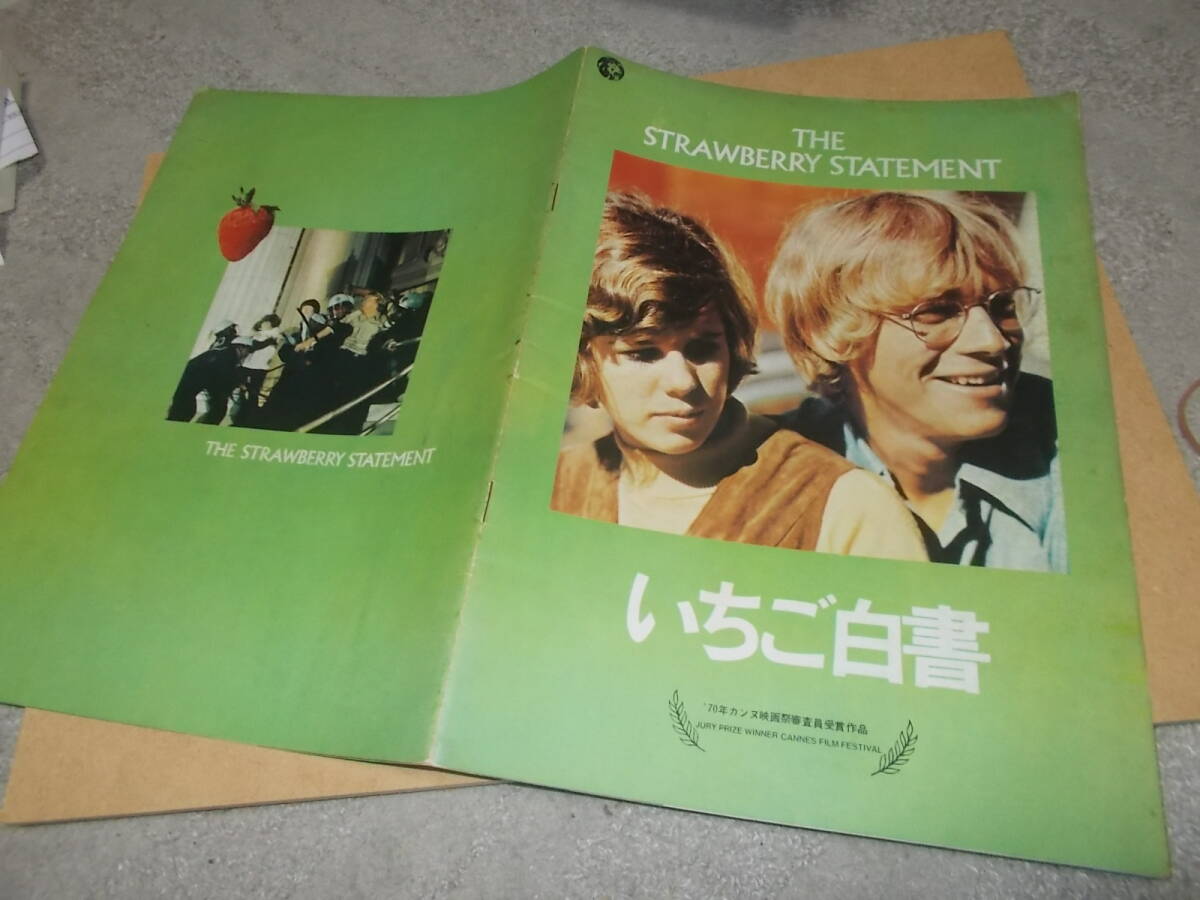 THE
STRAWBERRY STATEMENT
いちご白書
'70年カンヌ映画祭審査員受賞作品
JURY PRIZE WINNER CANNES FILM FESTIVAL
THE STRAWBERRY STATEMENT